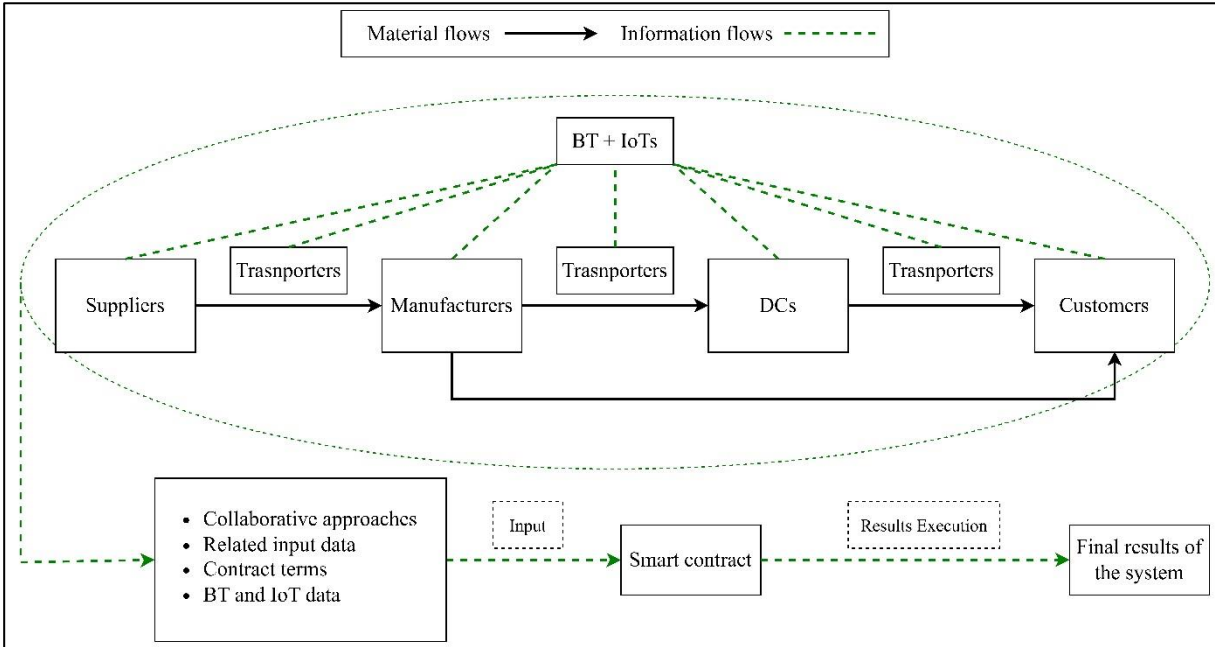 Material flows
Information flows
BT + IoTs
Trasnporters
Trasnporters
Trasnporters
Suppliers
Manufacturers
DCs
Customers
• Collaborative approaches
• Related input data
• Contract terms
• BT and IoT data
Input
Smart contract
Results Execution
Final results of
the system